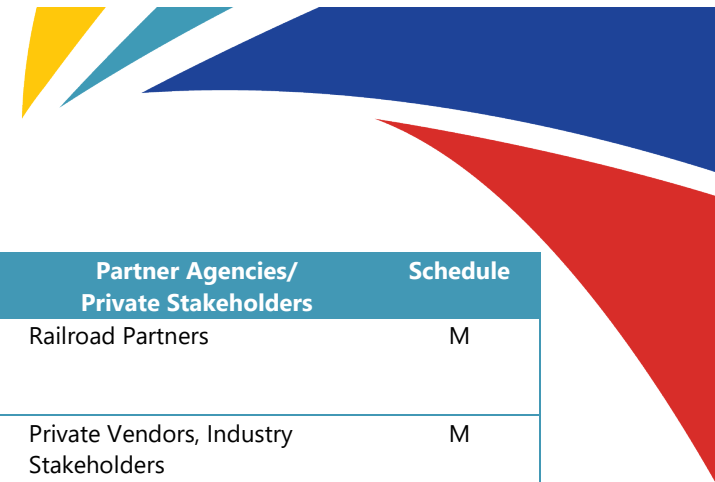 Partner Agencies/ Schedule
Private Stakeholders
Railroad Partners M
Private Vendors, Industry M
Stakeholders